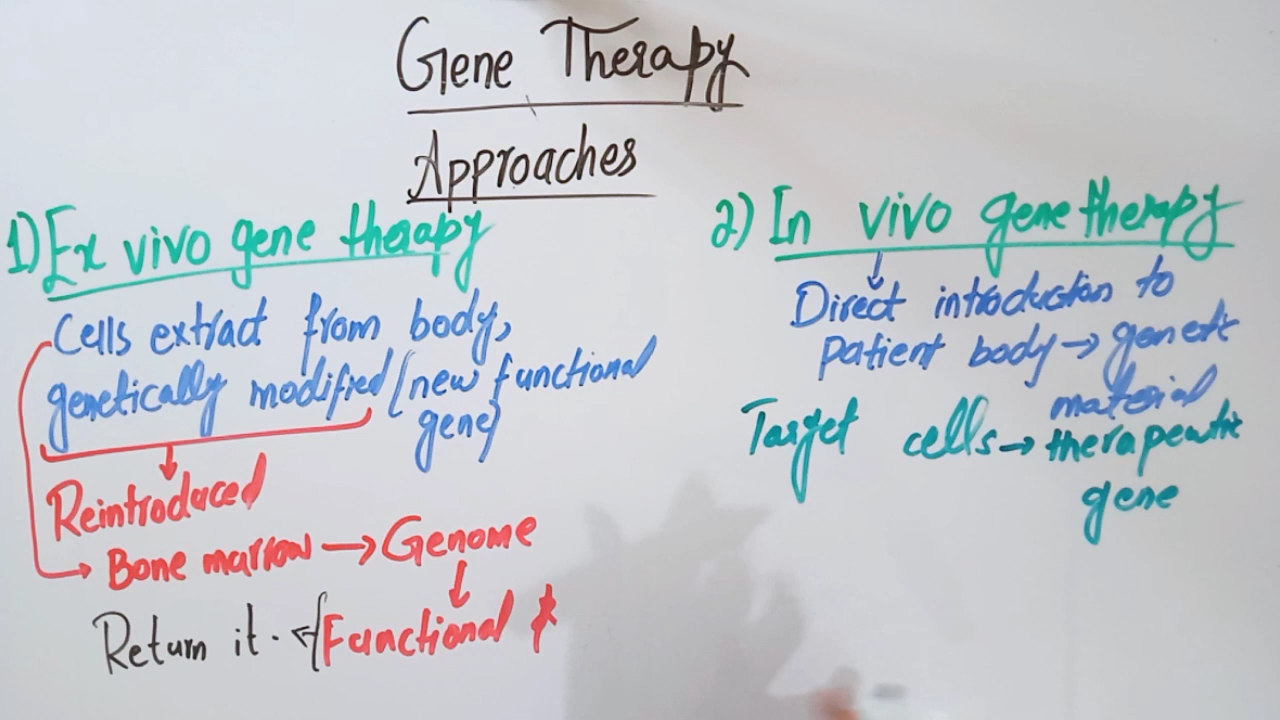 Gene Therapy
Approaches
1) Ex vivo gene therapy
Cells extract from body,
genetically modified (new functional
gene)
Reintroduced
→ Bone marrow → Genome
↓
Return it. ← Functional
2) In vivo gene therapy
↓
Direct introduction to
patient body → genetic
material
Target cells → therapeutic
gene